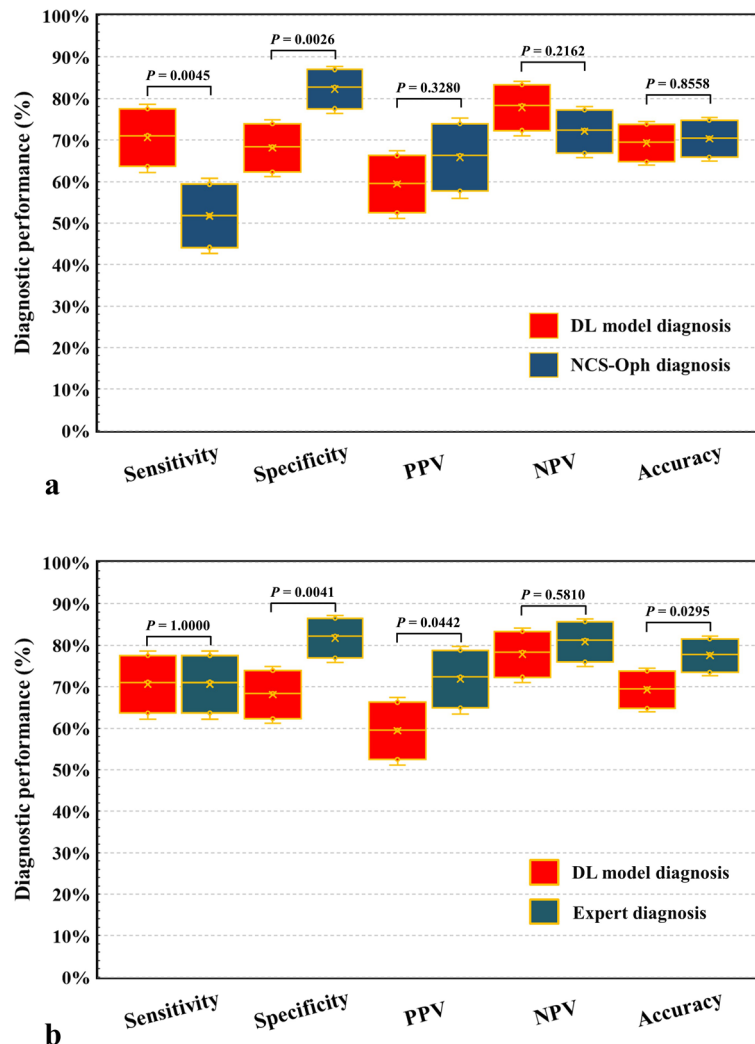 Diagnostic performance (%)
100%
90%
80%
70%
60%
50%
40%
30%
20%
10%
0%
P = 0.0045
P = 0.0026
P = 0.3280
P = 0.2162
P = 0.8558
DL model diagnosis
NCS-Oph diagnosis
Sensitivity
Specificity
PPV
NPV
Accuracy
a
Diagnostic performance (%)
100%
90%
80%
70%
60%
50%
40%
30%
20%
10%
0%
P = 1.0000
P = 0.0041
P = 0.0442
P = 0.5810
P = 0.0295
DL model diagnosis
Expert diagnosis
Sensitivity
Specificity
PPV
NPV
Accuracy
b